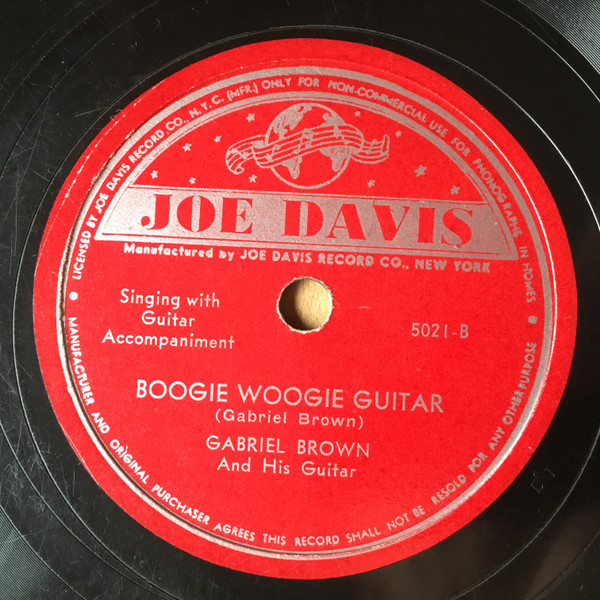 LICENSED BY JOE DAVIS RECORD CO., N.Y.C. (MFR.) ONLY FOR NON-COMMERCIAL USE FOR PHONOGRAPHS IN HOMES
JOE DAVIS
Manufactured by JOE DAVIS RECORD CO., NEW YORK
Singing with
Guitar
Accompaniment
5021-B
BOOGIE WOOGIE GUITAR
(Gabriel Brown)
GABRIEL BROWN
And His Guitar
MANUFACTURER AND ORIGINAL PURCHASER AGREES THIS RECORD SHALL NOT BE RESOLD FOR ANY OTHER PURPOSE